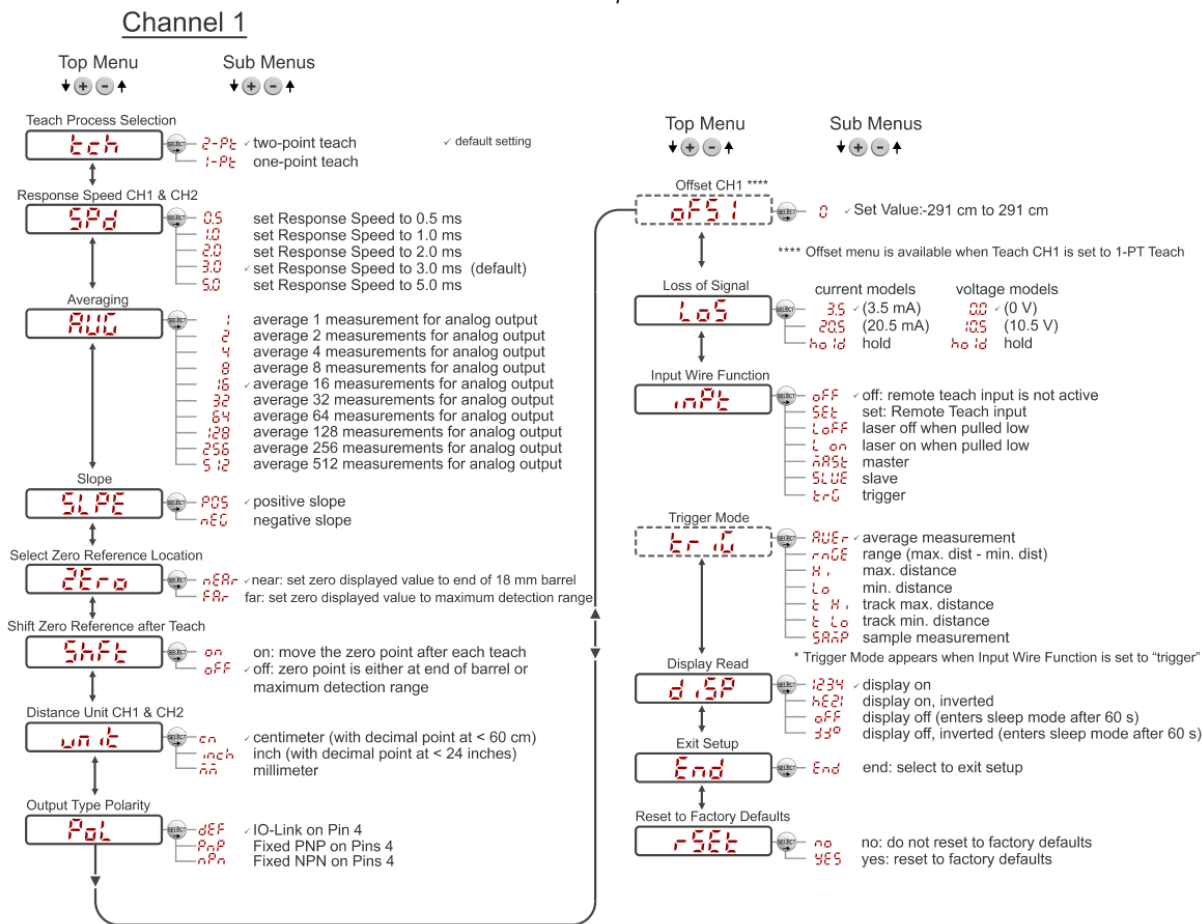 Channel 1
Top Menu
Sub Menus
+ -
+ -
Teach Process Selection
tch
SELECT
2-Pt ✓ two-point teach
✓ default setting
1-Pt one-point teach
Response Speed CH1 & CH2
SPd
SELECT
0.5 set Response Speed to 0.5 ms
1.0 set Response Speed to 1.0 ms
2.0 set Response Speed to 2.0 ms
3.0 ✓ set Response Speed to 3.0 ms (default)
5.0 set Response Speed to 5.0 ms
Averaging
AUG
SELECT
1 average 1 measurement for analog output
2 average 2 measurements for analog output
4 average 4 measurements for analog output
8 average 8 measurements for analog output
16 ✓ average 16 measurements for analog output
32 average 32 measurements for analog output
64 average 64 measurements for analog output
128 average 128 measurements for analog output
256 average 256 measurements for analog output
512 average 512 measurements for analog output
Slope
SLPE
SELECT
POS ✓ positive slope
nEG negative slope
Select Zero Reference Location
ZEro
SELECT
nEAr ✓ near: set zero displayed value to end of 18 mm barrel
FAr far: set zero displayed value to maximum detection range
Shift Zero Reference after Teach
ShFt
SELECT
on on: move the zero point after each teach
oFF ✓ off: zero point is either at end of barrel or
maximum detection range
Distance Unit CH1 & CH2
unit
SELECT
cn ✓ centimeter (with decimal point at < 60 cm)
inch inch (with decimal point at < 24 inches)
millimeter
Output Type Polarity
PoL
SELECT
dEF ✓ IO-Link on Pin 4
PnP Fixed PNP on Pins 4
nPn Fixed NPN on Pins 4
Top Menu
Sub Menus
+ -
+ -
Offset CH1 ****
oFS1
SELECT
0 ✓ Set Value:-291 cm to 291 cm
**** Offset menu is available when Teach CH1 is set to 1-PT Teach
Loss of Signal
LoS
SELECT
current models
voltage models
3.5 ✓ (3.5 mA)
0.0 ✓ (0 V)
20.5 (20.5 mA)
10.5 (10.5 V)
hold hold
hold hold
Input Wire Function
inPt
SELECT
oFF ✓ off: remote teach input is not active
SEt set: Remote Teach input
LoFF laser off when pulled low
L on laser on when pulled low
mASt master
SLUE slave
trG trigger
Trigger Mode
triG
SELECT
AUEr ✓ average measurement
rnGE range (max. dist - min. dist)
Hi max. distance
Lo min. distance
t Hi track max. distance
t Lo track min. distance
SAmP sample measurement
* Trigger Mode appears when Input Wire Function is set to "trigger"
Display Read
diSP
SELECT
1234 ✓ display on
display on, inverted
oFF display off (enters sleep mode after 60 s)
display off, inverted (enters sleep mode after 60 s)
Exit Setup
End
SELECT
End end: select to exit setup
Reset to Factory Defaults
rSEt
SELECT
no no: do not reset to factory defaults
YES yes: reset to factory defaults